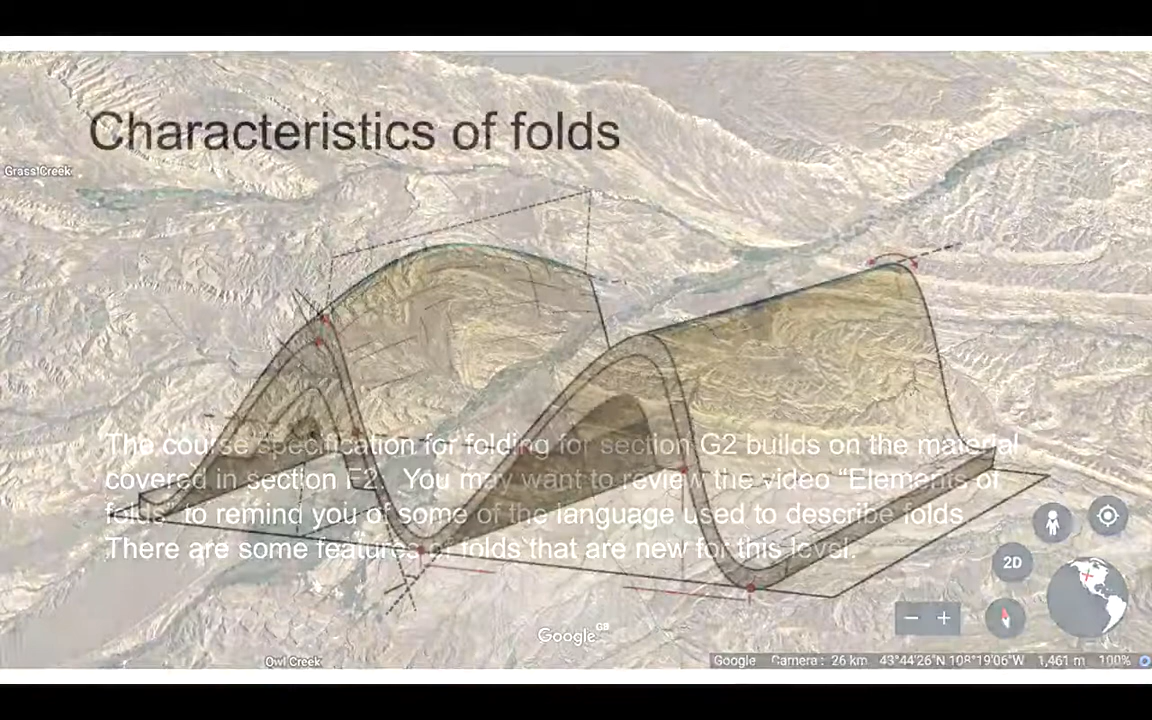 Characteristics of folds
Grass Creek
The course specification for folding for section G2 builds on the material
covered in section F2. You may want to review the video “Elements of
folds” to remind you of some of the language used to describe folds
There are some features of folds that are new for this level.
2D
Google
Owl Creek
Google Camera: 26 km 43°44'26"N 108°19'06"W 1,461 m 100%